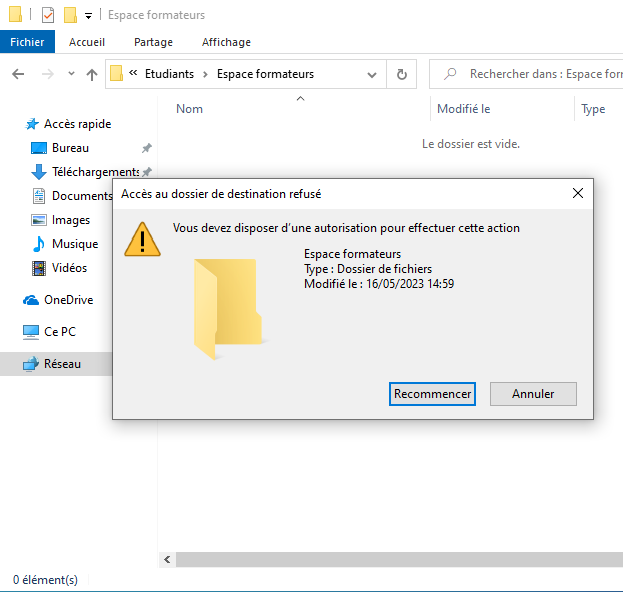 Espace formateurs
Fichier Accueil Partage Affichage
« Etudiants › Espace formateurs Rechercher dans : Espace
Nom Modifié le Type
Accès rapide
Le dossier est vide.
Bureau
Téléchargements
Documents
Accès au dossier de destination refusé
Images
Vous devez disposer d'une autorisation pour effectuer cette action
Musique
Espace formateurs
Vidéos
Type : Dossier de fichiers
Modifié le : 16/05/2023 14:59
OneDrive
Ce PC
Réseau
Recommencer Annuler
0 élément(s)